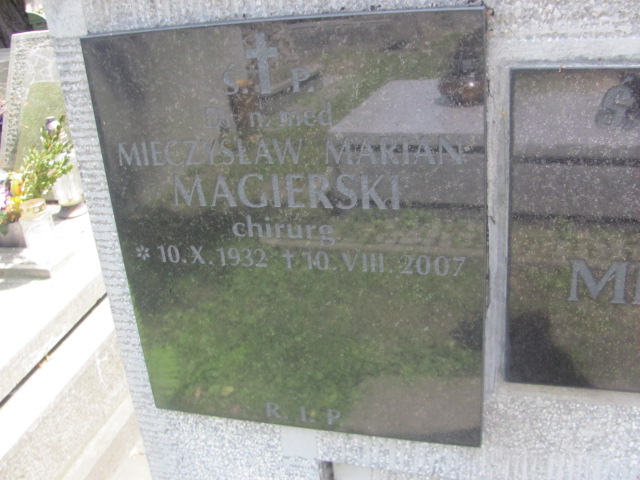 Ś. P.
Dr n. med.
MIECZYSŁAW MARIAN
MAGIERSKI
chirurg
* 10.X.1932 † 10.VIII.2007
R.I.P.